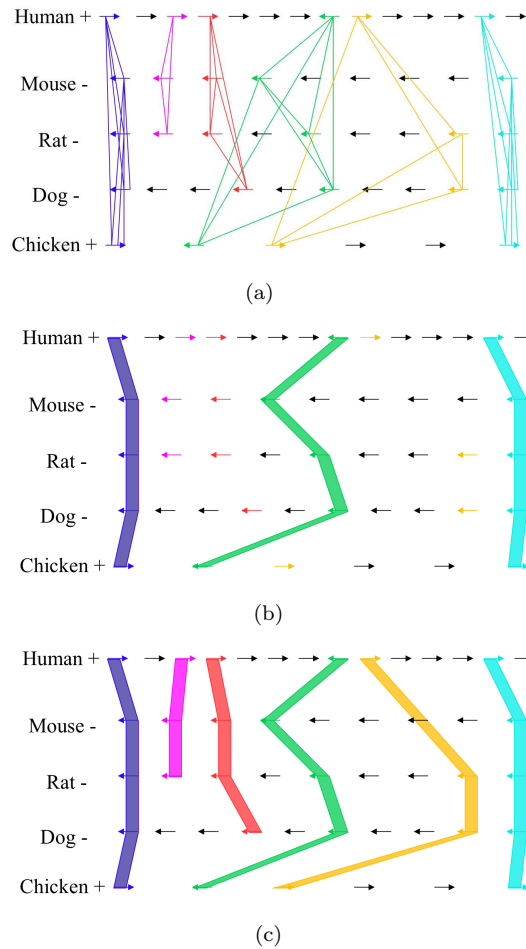 Human +
Mouse -
Rat -
Dog -
Chicken +
(a)
Human +
Mouse -
Rat -
Dog -
Chicken +
(b)
Human +
Mouse -
Rat -
Dog -
Chicken +
(c)